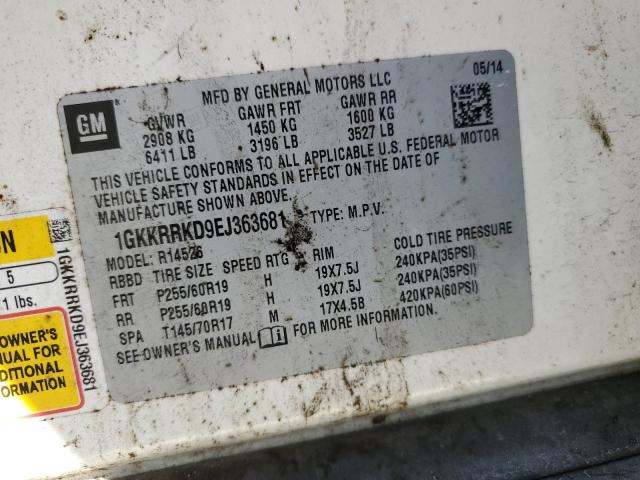 GM
MFD BY GENERAL MOTORS LLC
05/14
GVWR GAWR FRT GAWR RR
2908 KG 1450 KG 1600 KG
6411 LB 3196 LB 3527 LB
THIS VEHICLE CONFORMS TO ALL APPLICABLE U.S. FEDERAL MOTOR
VEHICLE SAFETY STANDARDS IN EFFECT ON THE DATE OF
MANUFACTURE SHOWN ABOVE.
1GKKRRKD9EJ363681 TYPE: M.P.V.
MODEL: R14526
RBBD TIRE SIZE SPEED RTG RIM COLD TIRE PRESSURE
FRT P255/60R19 H 19X7.5J 240KPA(35PSI)
RR P255/60R19 H 19X7.5J 240KPA(35PSI)
SPA T145/70R17 M 17X4.5B 420KPA(60PSI)
SEE OWNER'S MANUAL FOR MORE INFORMATION.
N
5
1 lbs.
OWNER'S
NUAL FOR
DITIONAL
ORMATION
1GKKRRKD9EJ363681